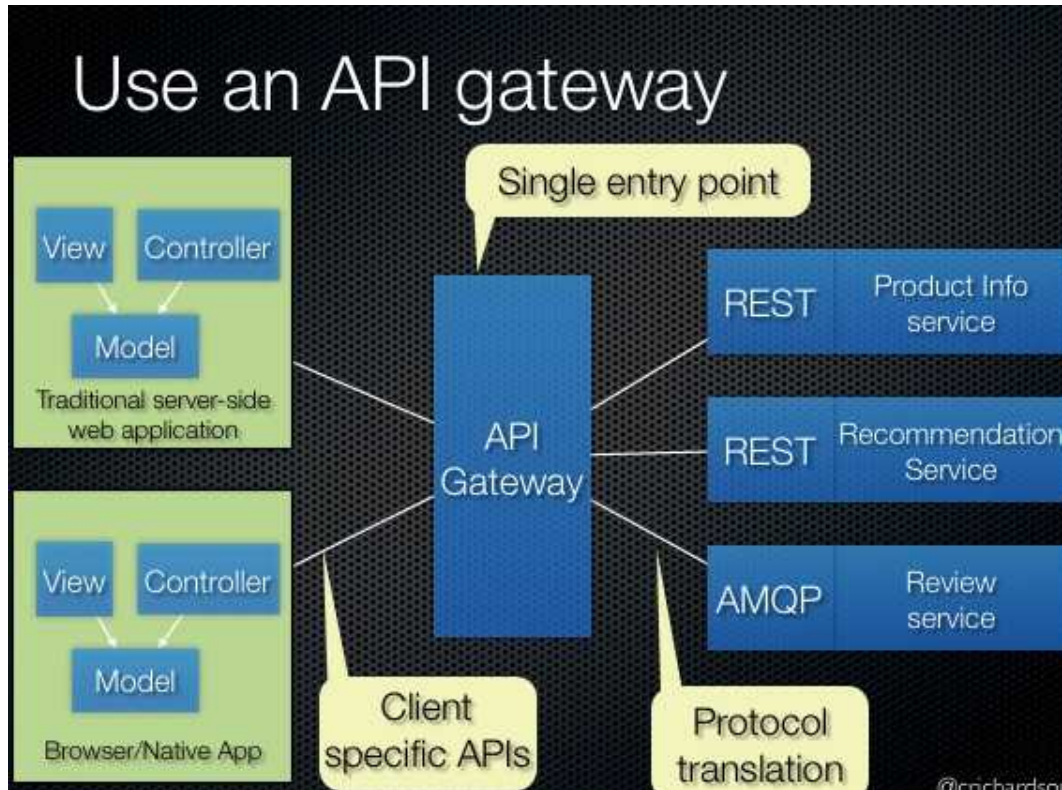 Use an API gateway
Single entry point
View
Controller
Model
Traditional server-side
web application
View
Controller
Model
Browser/Native App
API
Gateway
Client
specific APIs
Protocol
translation
REST
Product Info
service
REST
Recommendation
Service
AMQP
Review
service